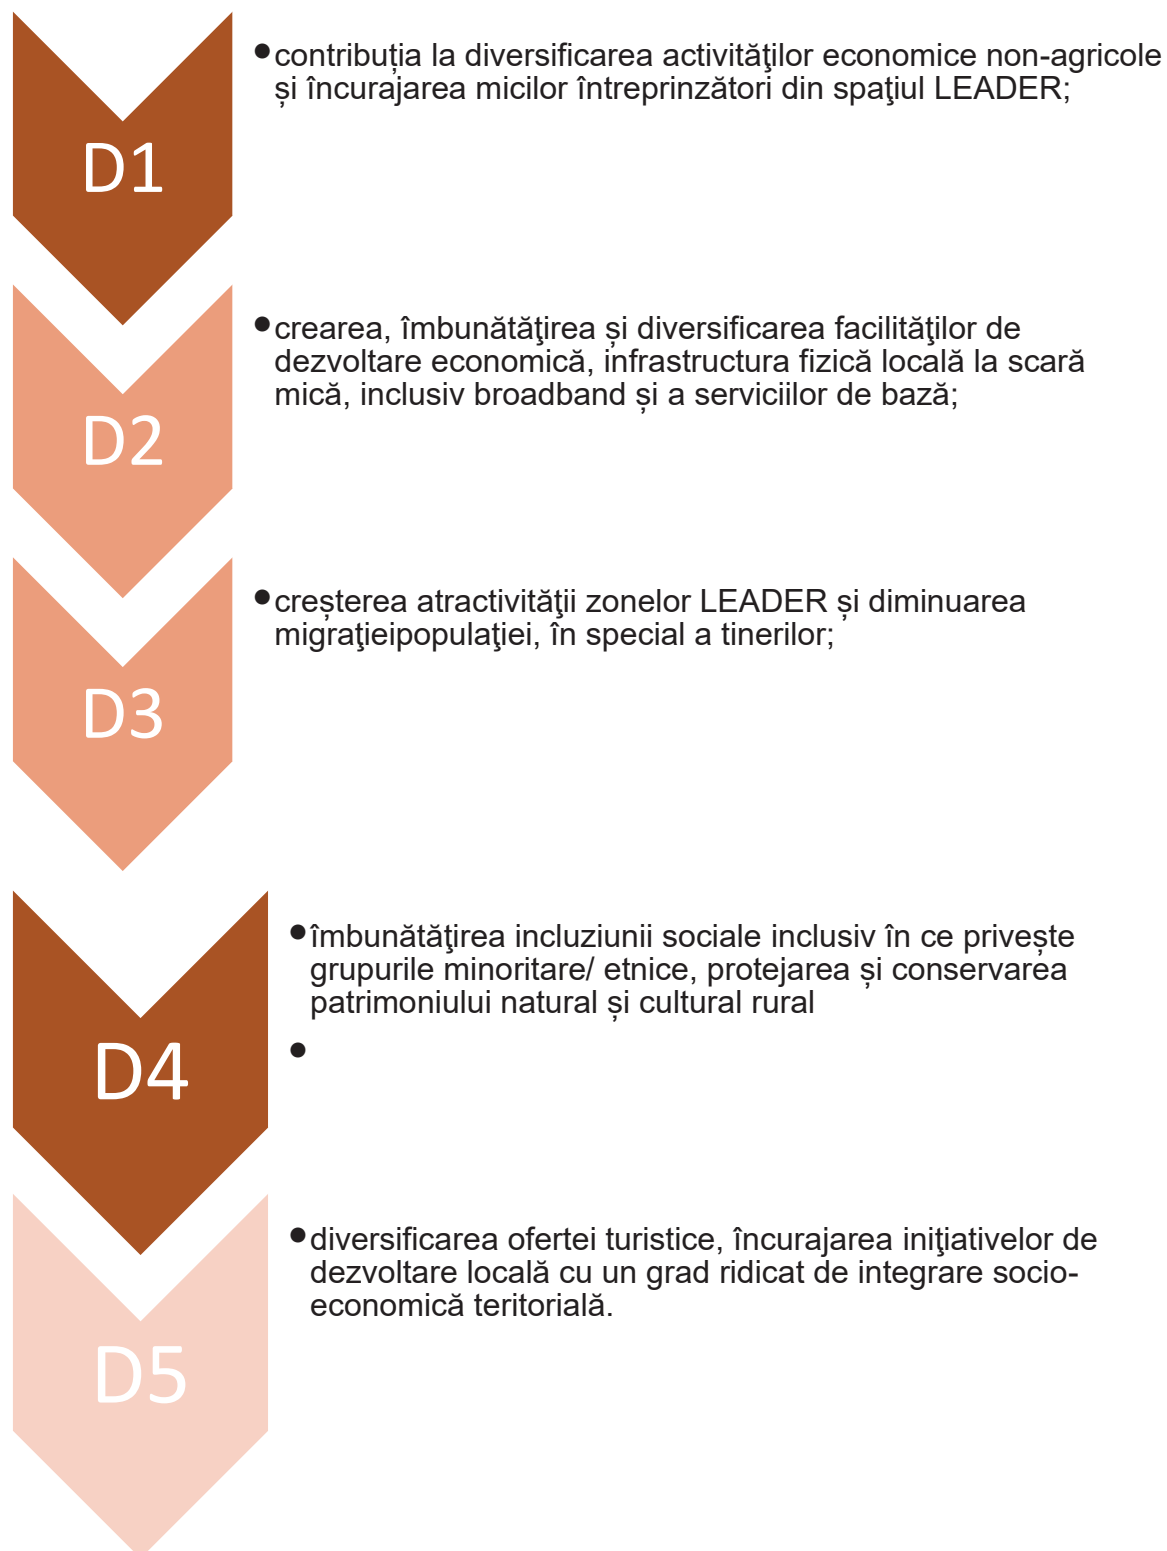 D1
•contribuția la diversificarea activităţilor economice non-agricole
și încurajarea micilor întreprinzători din spaţiul LEADER;
D2
•crearea, îmbunătăţirea și diversificarea facilităţilor de
dezvoltare economică, infrastructura fizică locală la scară
mică, inclusiv broadband și a serviciilor de bază;
D3
•creșterea atractivităţii zonelor LEADER și diminuarea
migraţieipopulaţiei, în special a tinerilor;
D4
•îmbunătăţirea incluziunii sociale inclusiv în ce privește
grupurile minoritare/ etnice, protejarea și conservarea
patrimoniului natural și cultural rural
•
D5
•diversificarea ofertei turistice, încurajarea iniţiativelor de
dezvoltare locală cu un grad ridicat de integrare socio-
economică teritorială.